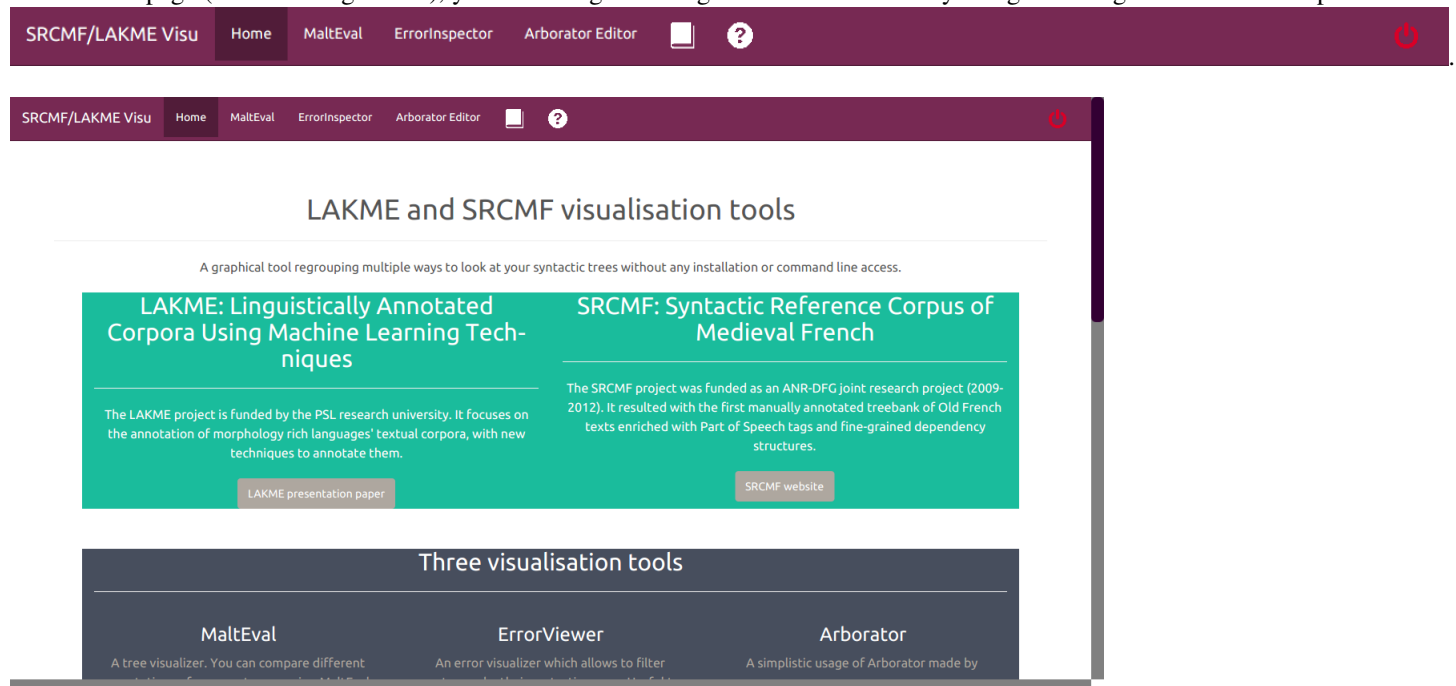 SRCMF/LAKME Visu Home MaltEval ErrorInspector Arborator Editor ?
.
SRCMF/LAKME Visu Home MaltEval ErrorInspector Arborator Editor ?
LAKME and SRCMF visualisation tools
A graphical tool regrouping multiple ways to look at your syntactic trees without any installation or command line access.
LAKME: Linguistically Annotated
Corpora Using Machine Learning Tech-
niques
The LAKME project is funded by the PSL research university. It focuses on
the annotation of morphology rich languages' textual corpora, with new
techniques to annotate them.
LAKME presentation paper
SRCMF: Syntactic Reference Corpus of
Medieval French
The SRCMF project was funded as an ANR-DFG joint research project (2009-
2012). It resulted with the first manually annotated treebank of Old French
texts enriched with Part of Speech tags and fine-grained dependency
structures.
SRCMF website
Three visualisation tools
MaltEval
A tree visualizer. You can compare different
ErrorViewer
An error visualizer which allows to filter
Arborator
A simplistic usage of Arborator made by